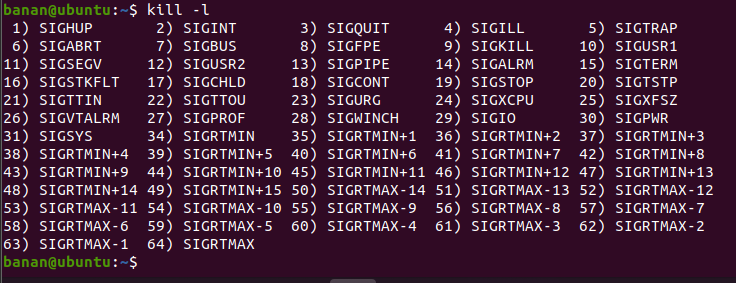 banan@ubuntu:~$ kill -l
 1) SIGHUP	 2) SIGINT	 3) SIGQUIT	 4) SIGILL	 5) SIGTRAP
 6) SIGABRT	 7) SIGBUS	 8) SIGFPE	 9) SIGKILL	10) SIGUSR1
11) SIGSEGV	12) SIGUSR2	13) SIGPIPE	14) SIGALRM	15) SIGTERM
16) SIGSTKFLT	17) SIGCHLD	18) SIGCONT	19) SIGSTOP	20) SIGTSTP
21) SIGTTIN	22) SIGTTOU	23) SIGURG	24) SIGXCPU	25) SIGXFSZ
26) SIGVTALRM	27) SIGPROF	28) SIGWINCH	29) SIGIO	30) SIGPWR
31) SIGSYS	34) SIGRTMIN	35) SIGRTMIN+1	36) SIGRTMIN+2	37) SIGRTMIN+3
38) SIGRTMIN+4	39) SIGRTMIN+5	40) SIGRTMIN+6	41) SIGRTMIN+7	42) SIGRTMIN+8
43) SIGRTMIN+9	44) SIGRTMIN+10	45) SIGRTMIN+11	46) SIGRTMIN+12	47) SIGRTMIN+13
48) SIGRTMIN+14	49) SIGRTMIN+15	50) SIGRTMAX-14	51) SIGRTMAX-13	52) SIGRTMAX-12
53) SIGRTMAX-11	54) SIGRTMAX-10	55) SIGRTMAX-9	56) SIGRTMAX-8	57) SIGRTMAX-7
58) SIGRTMAX-6	59) SIGRTMAX-5	60) SIGRTMAX-4	61) SIGRTMAX-3	62) SIGRTMAX-2
63) SIGRTMAX-1	64) SIGRTMAX
banan@ubuntu:~$